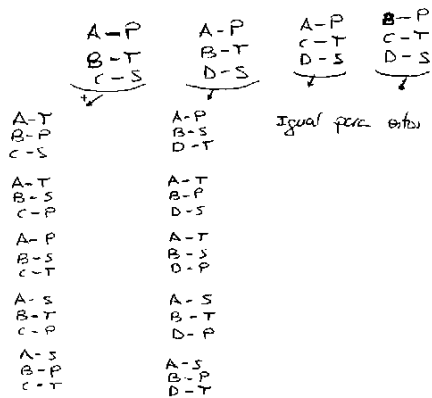 A-P
B-T
C-S
A-P
B-T
D-S
A-P
C-T
D-S
B-P
C-T
D-S
Igual para estos
A-T
B-P
C-S
A-T
B-S
C-P
A-P
B-S
C-T
A-S
B-T
C-P
A-S
B-P
C-T
A-P
B-S
D-T
A-T
B-P
D-S
A-T
B-S
D-P
A-S
B-T
D-P
A-S
B-P
D-T